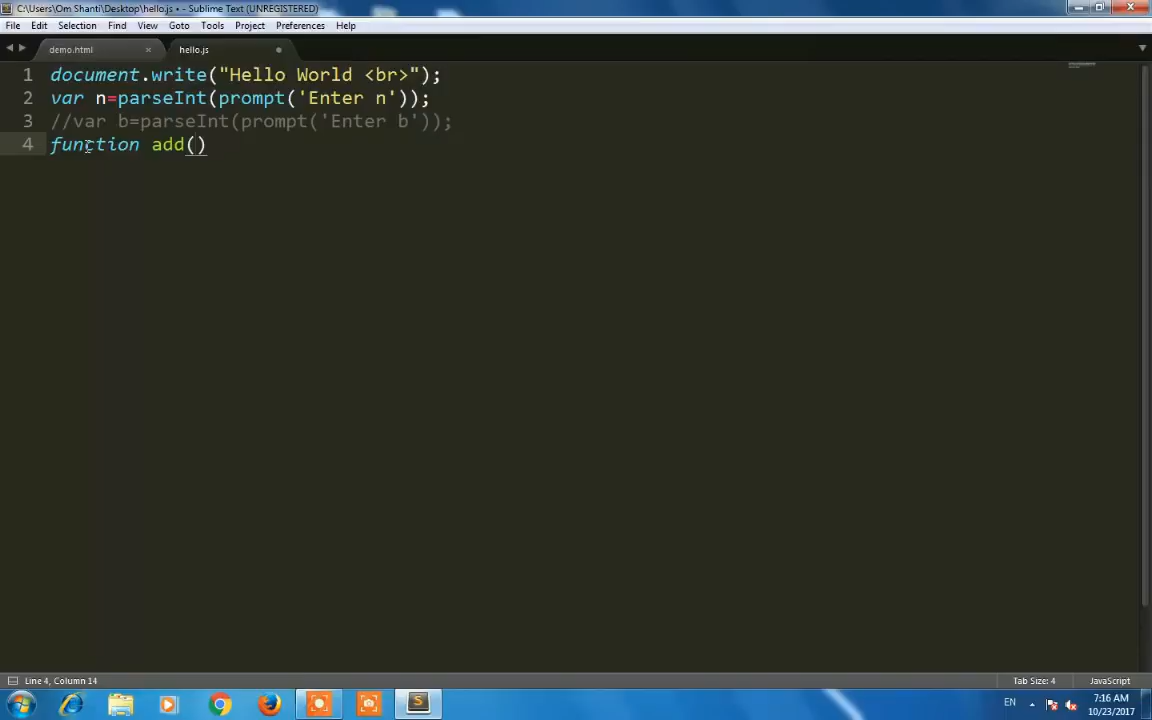 C:\Users\Om Shanti\Desktop\hello.js • - Sublime Text (UNREGISTERED)
File Edit Selection Find View Goto Tools Project Preferences Help
demo.html × hello.js
1 document.write("Hello World <br>");
2 var n=parseInt(prompt('Enter n'));
3 //var b=parseInt(prompt('Enter b'));
4 function add()
Line 4, Column 14 Tab Size: 4 JavaScript
EN 7:16 AM
10/23/2017